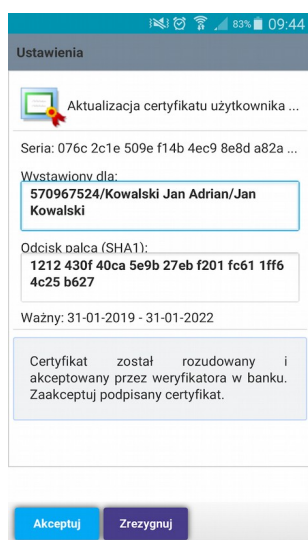 83% 09:44
Ustawienia
Aktualizacja certyfikatu użytkownika ...
Seria: 076c 2c1e 509e f14b 4ec9 8e8d a82a ...
Wystawiony dla:
570967524/Kowalski Jan Adrian/Jan
Kowalski
Odcisk palca (SHA1):
1212 430f 40ca 5e9b 27eb f201 fc61 1ff6
4c25 b627
Ważny: 31-01-2019 - 31-01-2022
Certyfikat został rozudowany i
akceptowany przez weryfikatora w banku.
Zaakceptuj podpisany certyfikat.
Akceptuj Zrezygnuj